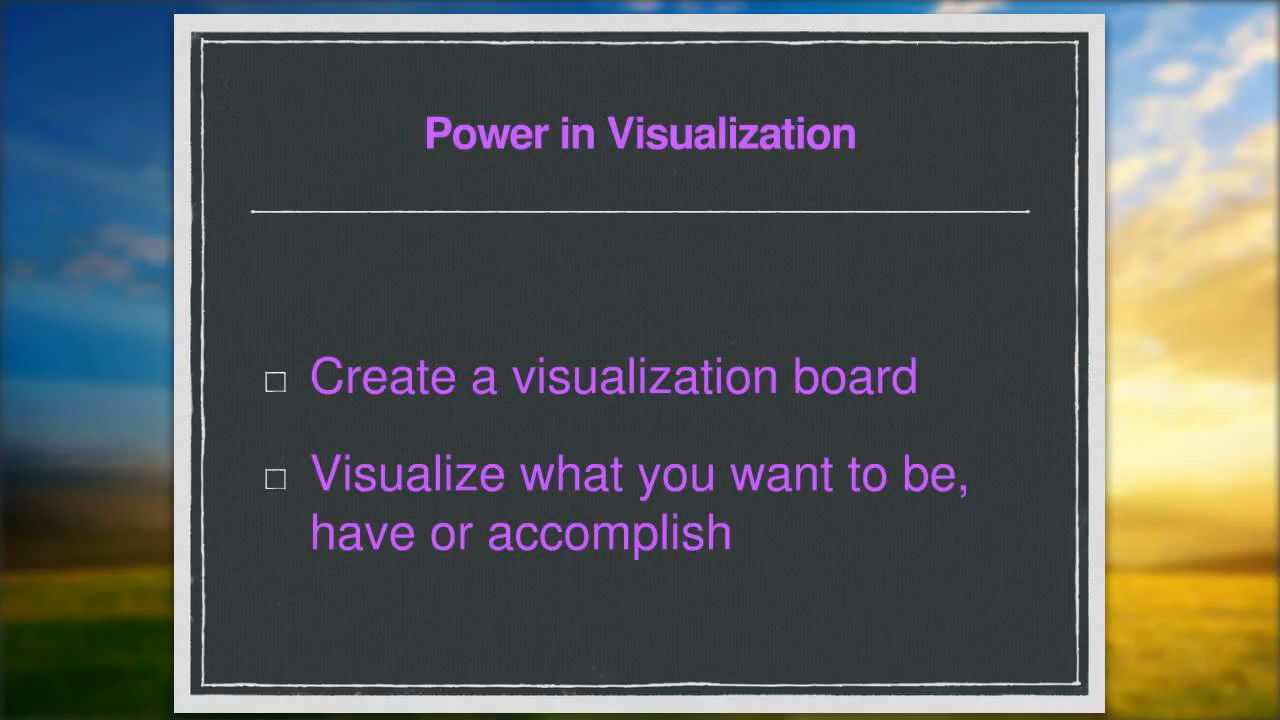 Power in Visualization
Create a visualization board
Visualize what you want to be,
have or accomplish